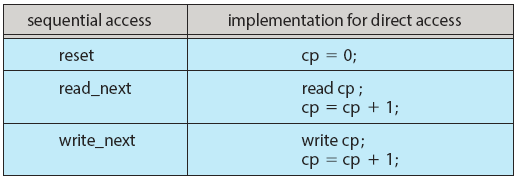 sequential access    implementation for direct access
reset    cp = 0;
read_next    read cp ;
cp = cp + 1;
write_next    write cp;
cp = cp + 1;